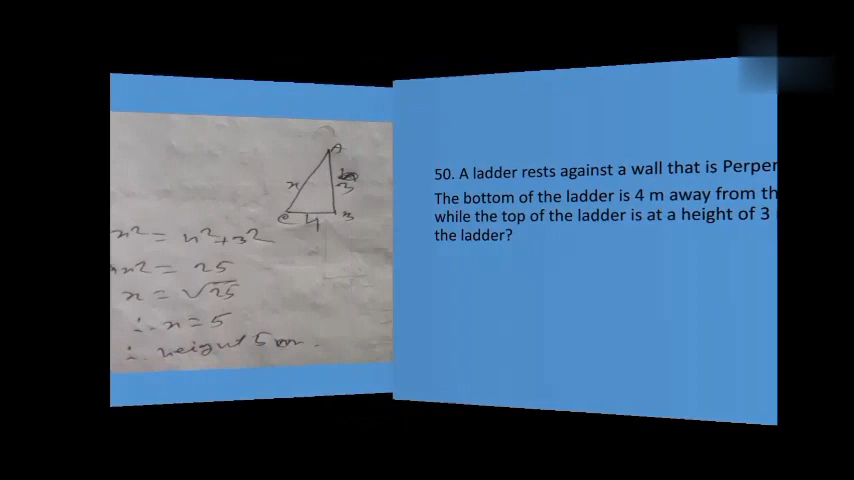 A
x
3
C
4
B
x² = 4² + 3²
x² = 25
x = √25
∴ x = 5
∴ height 5 m.
50. A ladder rests against a wall that is Perper
The bottom of the ladder is 4 m away from th
while the top of the ladder is at a height of 3
the ladder?